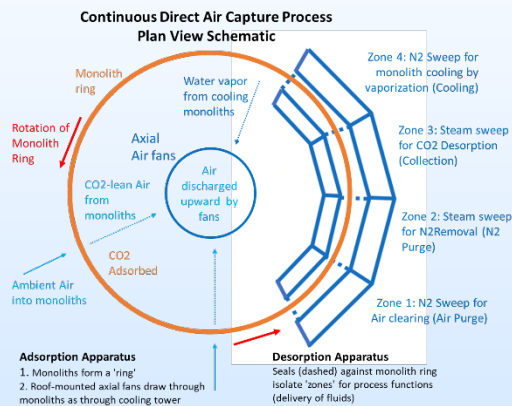 Continuous Direct Air Capture Process
Plan View Schematic
Monolith
ring
Rotation of
Monolith
Ring
Axial
Air fans
Water vapor
from cooling
monoliths
Air
discharged
upward by
fans
CO2-lean Air
from
monoliths
CO2
Adsorbed
Ambient Air
into monoliths
Zone 4: N2 Sweep for
monolith cooling by
vaporization (Cooling)
Zone 3: Steam sweep
for CO2 Desorption
(Collection)
Zone 2: Steam sweep
for N2Removal (N2
Purge)
Zone 1: N2 Sweep for
Air clearing (Air Purge)
Adsorption Apparatus
1. Monoliths form a 'ring'
2. Roof-mounted axial fans draw through
monoliths as through cooling tower
Desorption Apparatus
Seals (dashed) against monolith ring
isolate 'zones' for process functions
(delivery of fluids)